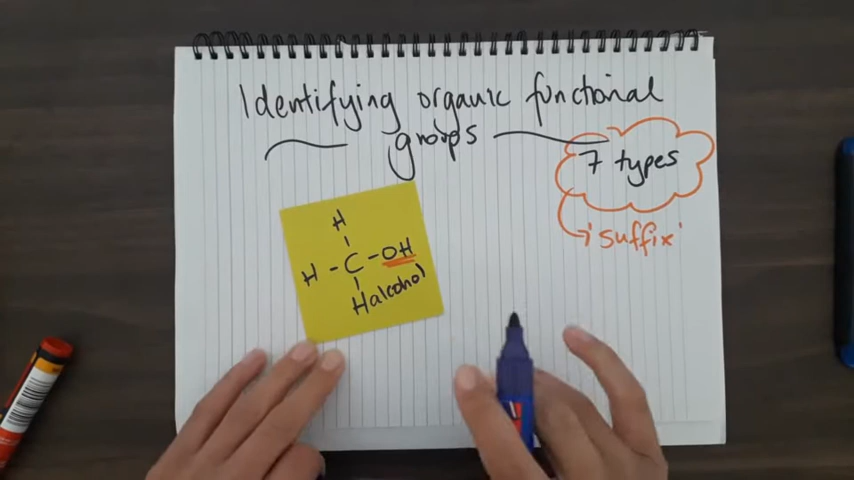 Identifying organic functional
groups
7 types
'suffix'
H
H - C - OH
H alcohol